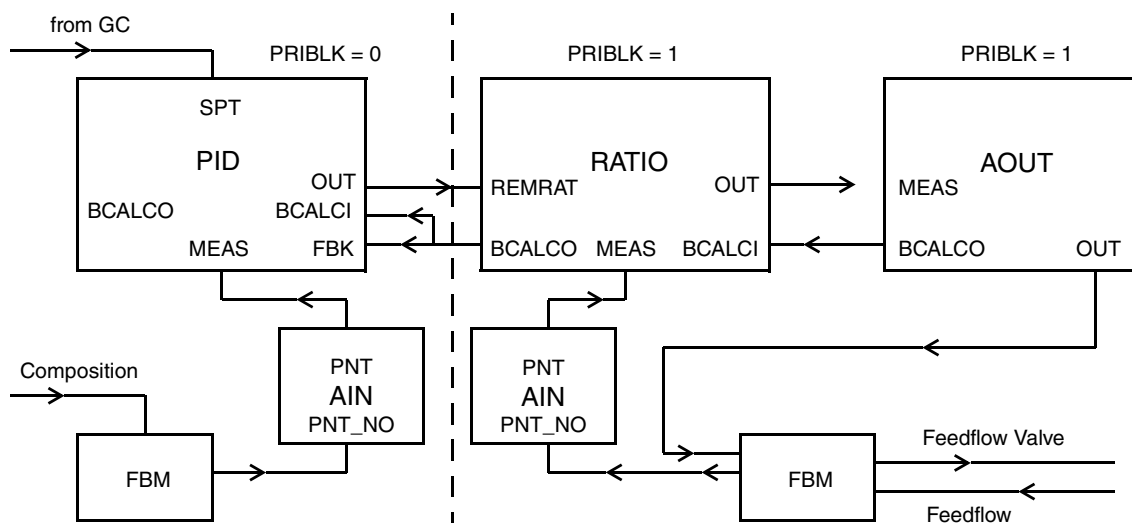 from GC
PRIBLK = 0
PRIBLK = 1
PRIBLK = 1
SPT
PID
OUT
BCALCO
BCALCI
MEAS
FBK
REMRAT
RATIO
OUT
BCALCO
MEAS
BCALCI
AOUT
MEAS
BCALCO
OUT
Composition
FBM
PNT
AIN
PNT_NO
PNT
AIN
PNT_NO
FBM
Feedflow Valve
Feedflow